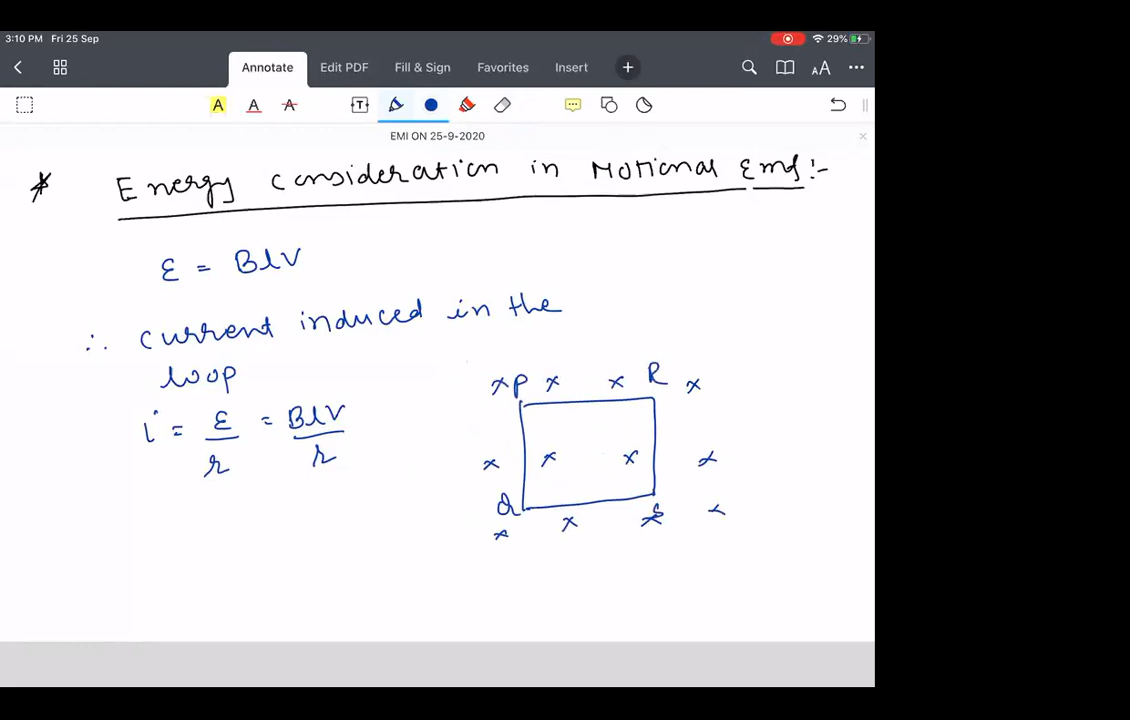 3:10 PM Fri 25 Sep 29%
Annotate Edit PDF Fill & Sign Favorites Insert + AA
A A A T
EMI ON 25-9-2020 ×
* Energy Consideration in Motional Emf :-
ε = Blv
∴ current induced in the
loop
i = ε/r = Blv/r
× P × × R ×
× × × ×
Q
× × S ×